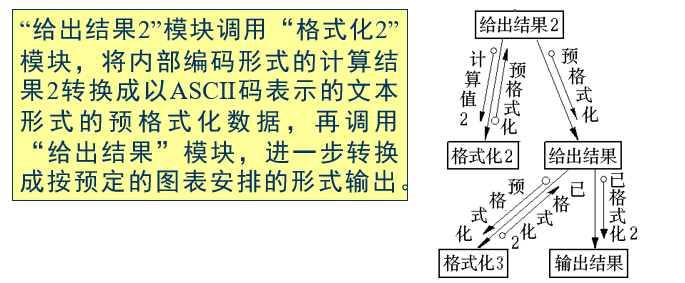 “给出结果2”模块调用“格式化2”
模块，将内部编码形式的计算结
果2转换成以ASCII码表示的文本
形式的预格式化数据，再调用
“给出结果”模块，进一步转换
成按预定的图表安排的形式输出。
给出结果2
计算值2
预格式化
预格式化
格式化2
给出结果
预格式化
已格式化2
已格式化2
格式化3
输出结果